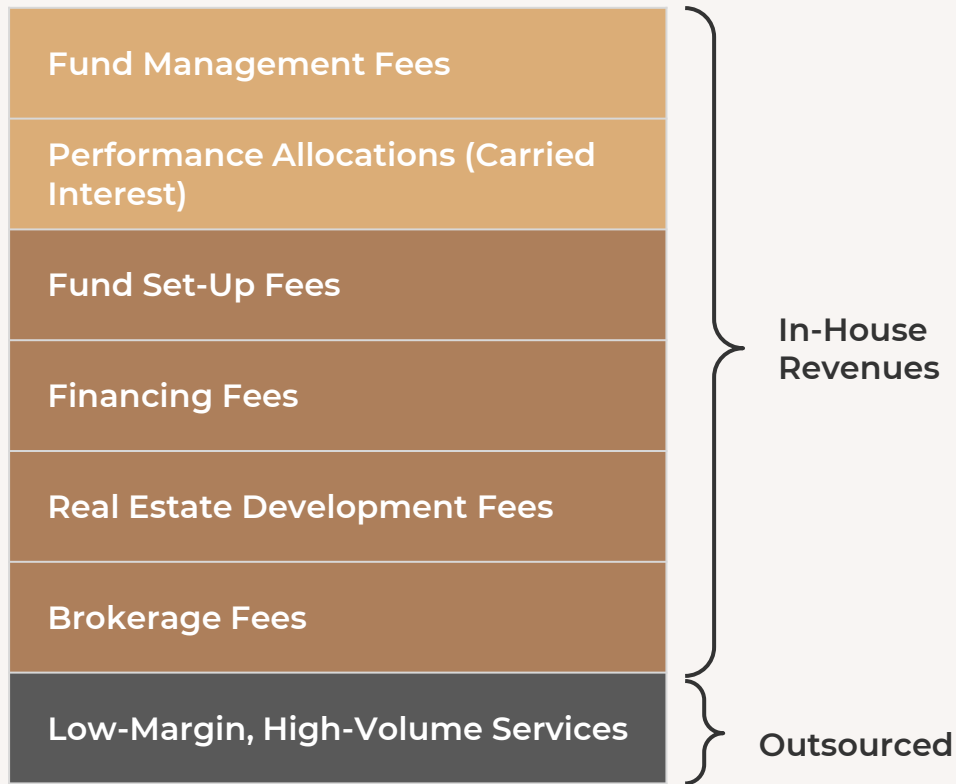 Fund Management Fees
Performance Allocations (Carried
Interest)
Fund Set-Up Fees
Financing Fees
Real Estate Development Fees
Brokerage Fees
In-House
Revenues
Low-Margin, High-Volume Services
Outsourced